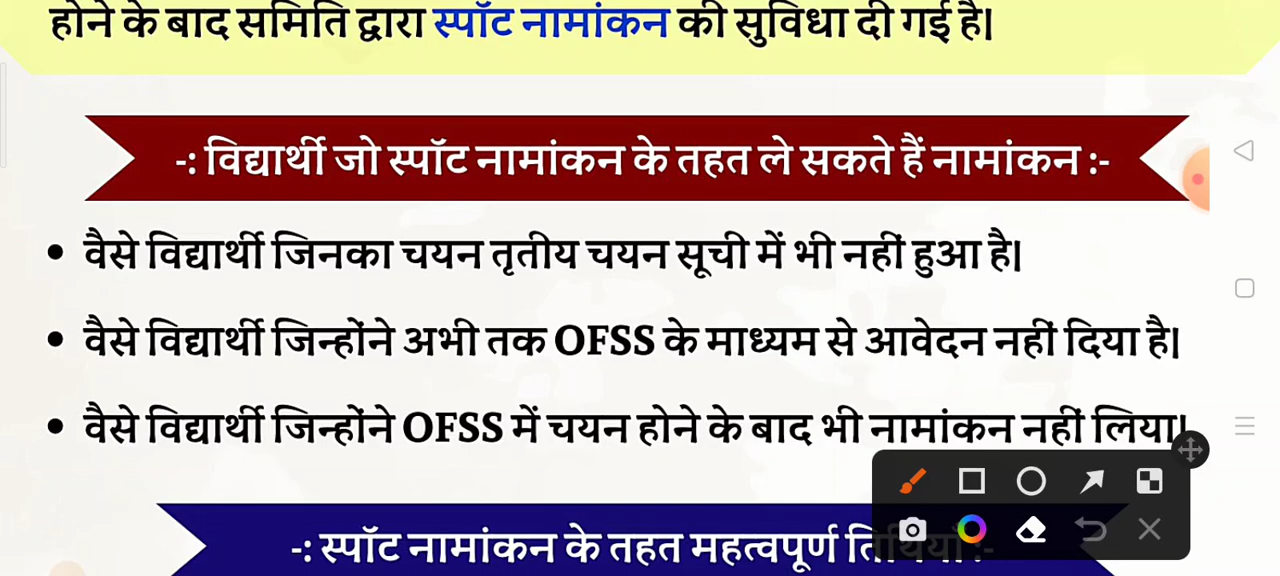 होने के बाद समिति द्वारा स्पॉट नामांकन की सुविधा दी गई है।
-: विद्यार्थी जो स्पॉट नामांकन के तहत ले सकते हैं नामांकन :-
• वैसे विद्यार्थी जिनका चयन तृतीय चयन सूची में भी नहीं हुआ है।
• वैसे विद्यार्थी जिन्होंने अभी तक OFSS के माध्यम से आवेदन नहीं दिया है।
• वैसे विद्यार्थी जिन्होंने OFSS में चयन होने के बाद भी नामांकन नहीं लिया।
-: स्पॉट नामांकन के तहत महत्वपूर्ण तिथियाँ :-